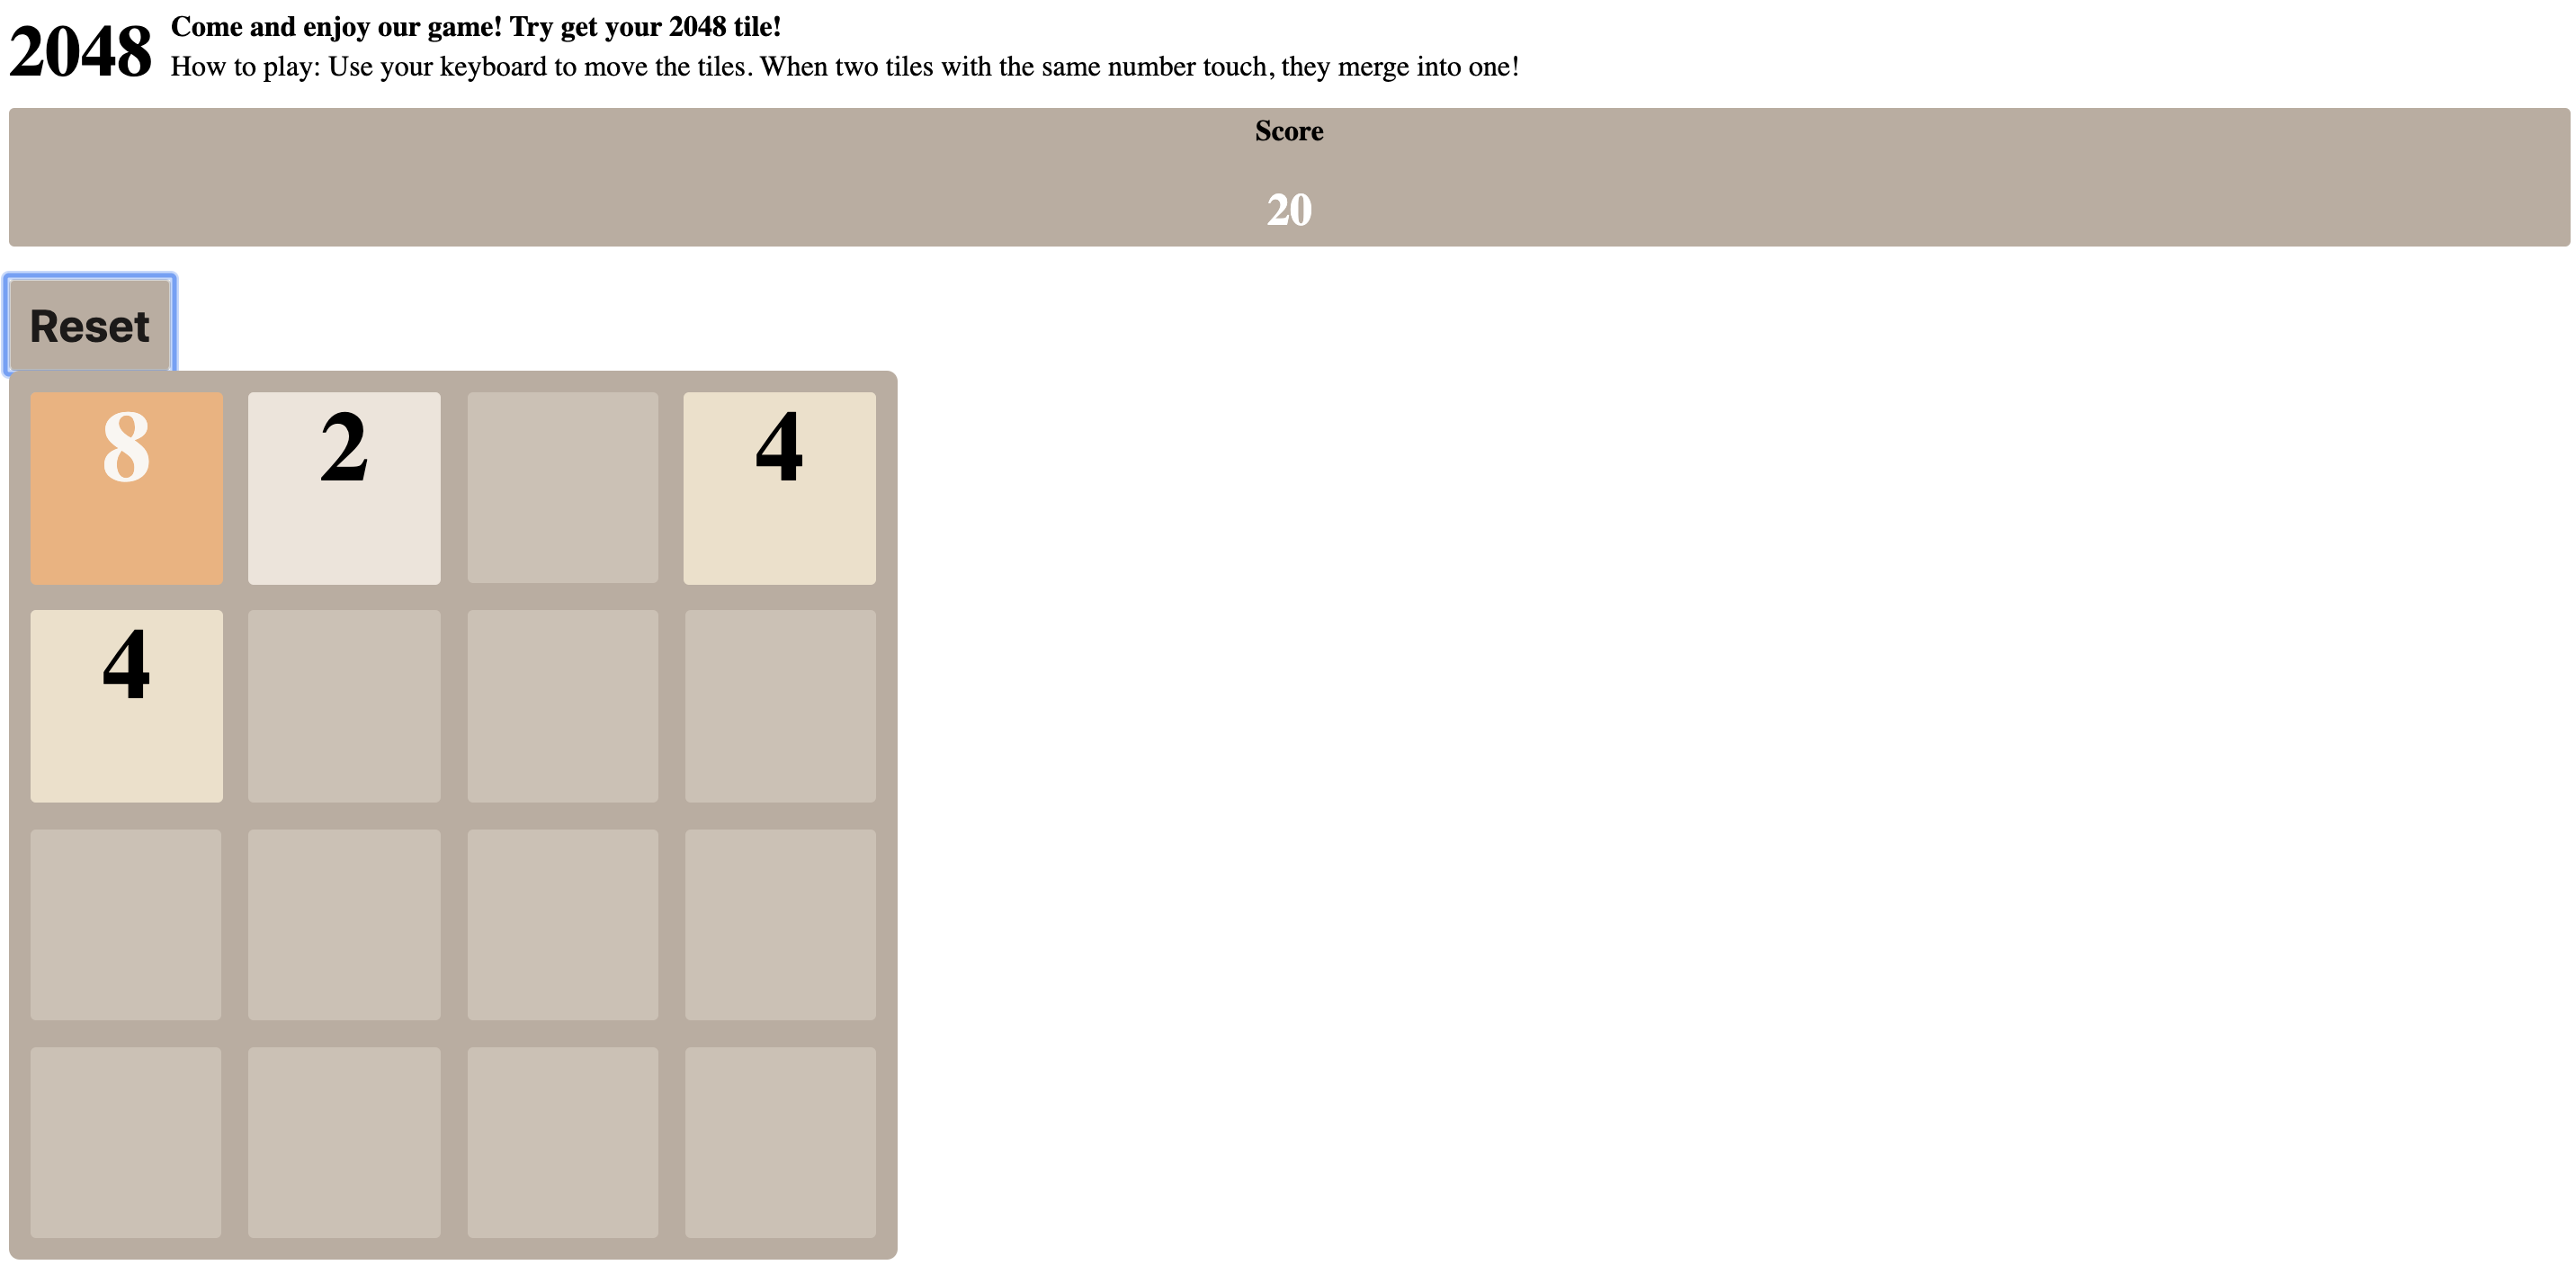 2048
Come and enjoy our game! Try get your 2048 tile!
How to play: Use your keyboard to move the tiles. When two tiles with the same number touch, they merge into one!
Score
20
Reset
8 2 4
4